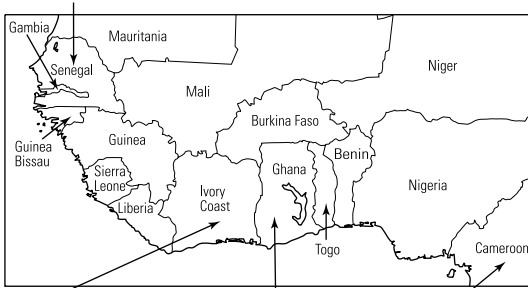 Gambia
Mauritania
Senegal
Niger
Mali
Burkina Faso
Guinea
Bissau
Guinea
Benin
Ghana
Sierra
Leone
Ivory
Coast
Nigeria
Liberia
Togo
Cameroon